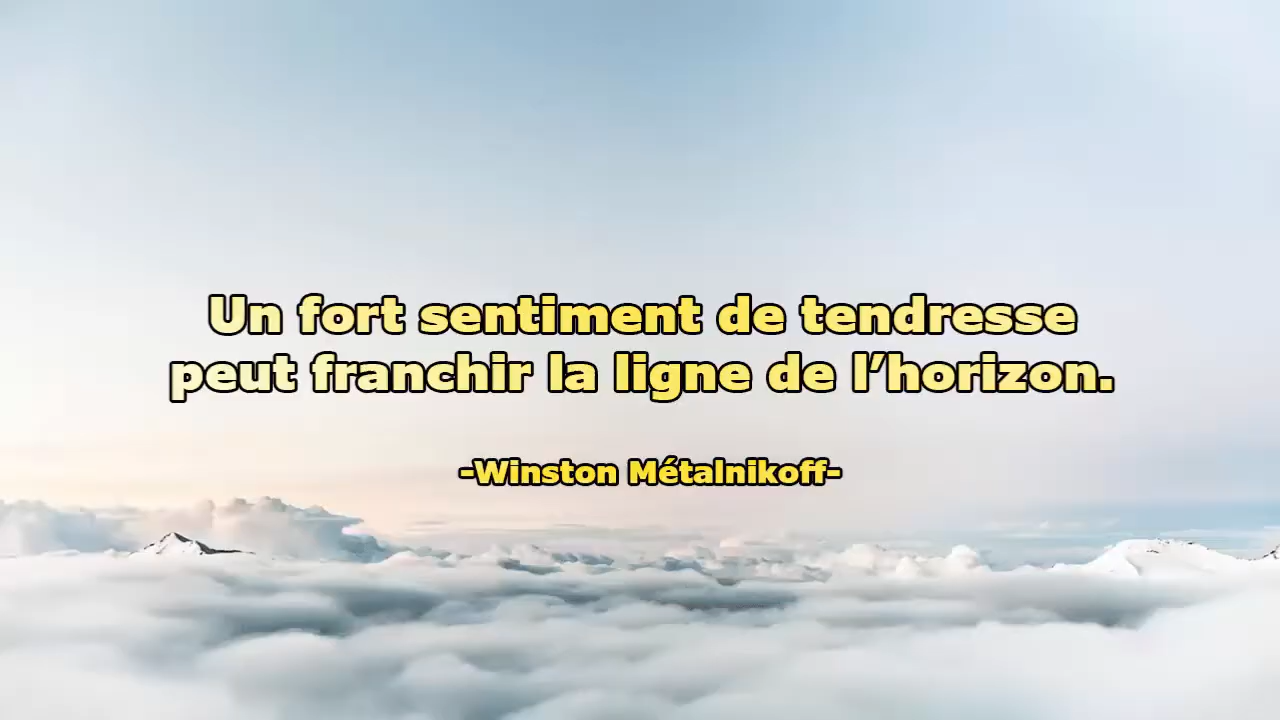 Un fort sentiment de tendresse
peut franchir la ligne de l’horizon.
-Winston Métalnikoff-